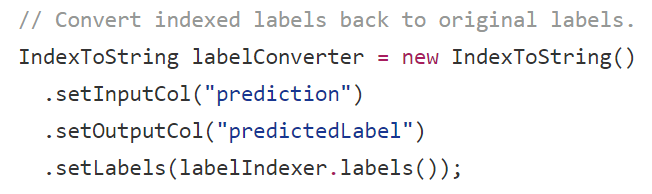 // Convert indexed labels back to original labels.
IndexToString labelConverter = new IndexToString()
  .setInputCol("prediction")
  .setOutputCol("predictedLabel")
  .setLabels(labelIndexer.labels());